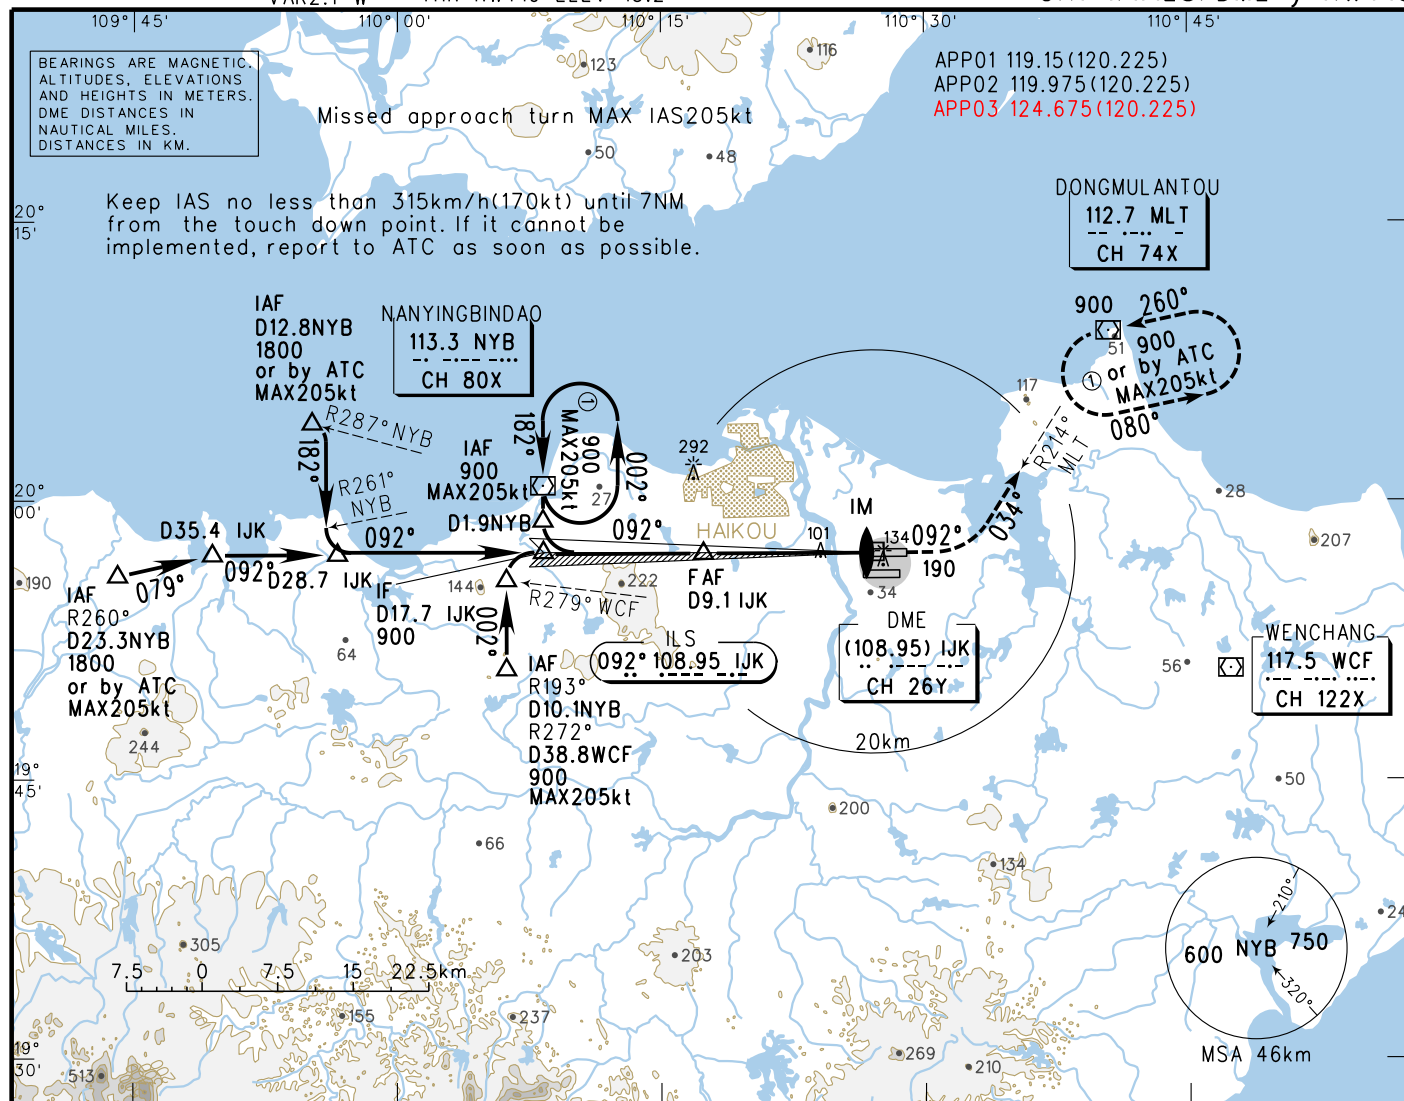 109°45'
110°00'
110°15'
110°30'
110°45'
BEARINGS ARE MAGNETIC.
ALTITUDES, ELEVATIONS
AND HEIGHTS IN METERS.
DME DISTANCES IN
NAUTICAL MILES.
DISTANCES IN KM.
123
116
APP01 119.15(120.225)
APP02 119.975(120.225)
APP03 124.675(120.225)
Missed approach turn MAX IAS205kt
50
48
Keep IAS no less than 315km/h(170kt) until 7NM
from the touch down point. If it cannot be
implemented, report to ATC as soon as possible.
20°
15'
DONGMULANTOU
112.7 MLT
CH 74X
IAF
D12.8NYB
1800
or by ATC
MAX205kt
NANYINGBINDAO
113.3 NYB
CH 80X
900
260°
51
900
① or by ATC
MAX205kt
080°
117
R214°
MLT
R287° NYB
182°
R261°
NYB
IAF
900
MAX205kt
182°
①
MAX205kt
900
002°
27
292
HAIKOU
20°
00'
28
207
D35.4 IJK
D1.9NYB
092°
092°
IM
101
134
092°
190
034°
34
190
079°
092°
D28.7 IJK
IAF
R260°
D23.3NYB
1800
or by ATC
MAX205kt
IF
D17.7 IJK
900
144
222
R279° WCF
002°
FAF
D9.1 IJK
ILS
092° 108.95 IJK
DME
(108.95) IJK
CH 26Y
WENCHANG
117.5 WCF
CH 122X
56
64
244
IAF
R193°
D10.1NYB
R272°
D38.8WCF
900
MAX205kt
20km
19°
45'
50
200
66
134
305
203
7.5 0 7.5 15 22.5km
155
237
269
210
513
19°
30'
210°
600 NYB 750
320°
MSA 46km